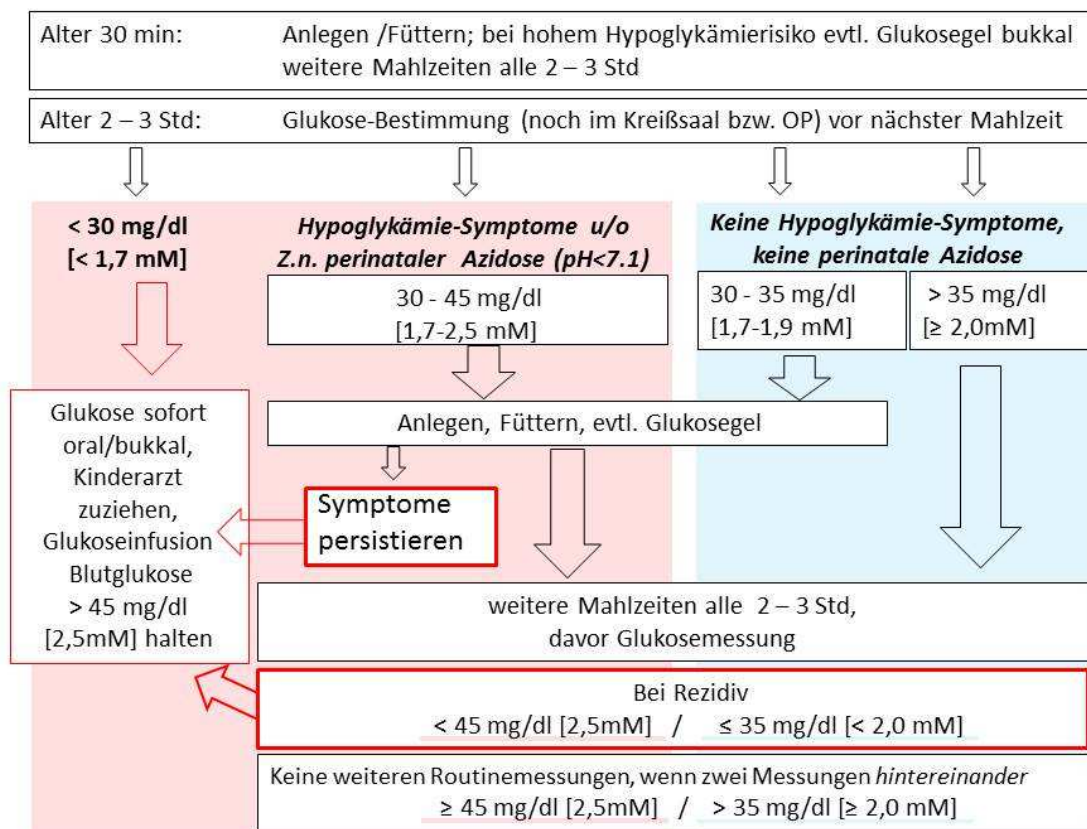 Alter 30 min: Anlegen /Füttern; bei hohem Hypoglykämierisiko evtl. Glukosegel bukkal
weitere Mahlzeiten alle 2 – 3 Std
Alter 2 – 3 Std: Glukose-Bestimmung (noch im Kreißsaal bzw. OP) vor nächster Mahlzeit
< 30 mg/dl
[< 1,7 mM]
Hypoglykämie-Symptome u/o
Z.n. perinataler Azidose (pH<7.1)
30 - 45 mg/dl
[1,7-2,5 mM]
Keine Hypoglykämie-Symptome,
keine perinatale Azidose
30 - 35 mg/dl
[1,7-1,9 mM]
> 35 mg/dl
[≥ 2,0mM]
Glukose sofort
oral/bukkal,
Kinderarzt
zuziehen,
Glukoseinfusion
Blutglukose
> 45 mg/dl
[2,5mM] halten
Anlegen, Füttern, evtl. Glukosegel
Symptome
persistieren
weitere Mahlzeiten alle 2 – 3 Std,
davor Glukosemessung
Bei Rezidiv
< 45 mg/dl [2,5mM] / ≤ 35 mg/dl [< 2,0 mM]
Keine weiteren Routinemessungen, wenn zwei Messungen hintereinander
≥ 45 mg/dl [2,5mM] / > 35 mg/dl [≥ 2,0 mM]